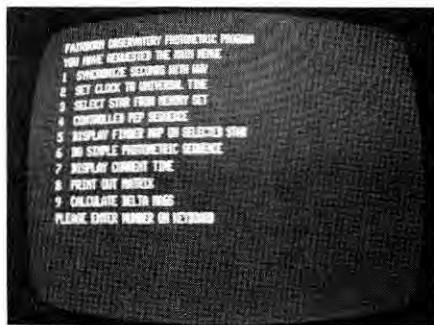 FAIRBORN OBSERVATORY PHOTOMETRIC PROGRAM
YOU HAVE REQUESTED THE MAIN MENUE
1 SYNCRONIZE SECONDS WITH WWV
2 SET CLOCK TO UNIVERSAL TIME
3 SELECT STAR FROM MEMORY SET
4 CONTROLLED PEP SEQUENCE
5 DISPLAY FINDER MAP ON SELECTED STAR
6 DO SIMPLE PHOTOMETRIC SEQUENCE
7 DISPLAY CURRENT TIME
8 PRINT OUT MATRIX
9 CALCULATE DELTA MAGS
PLEASE ENTER NUMBER ON KEYBOARD